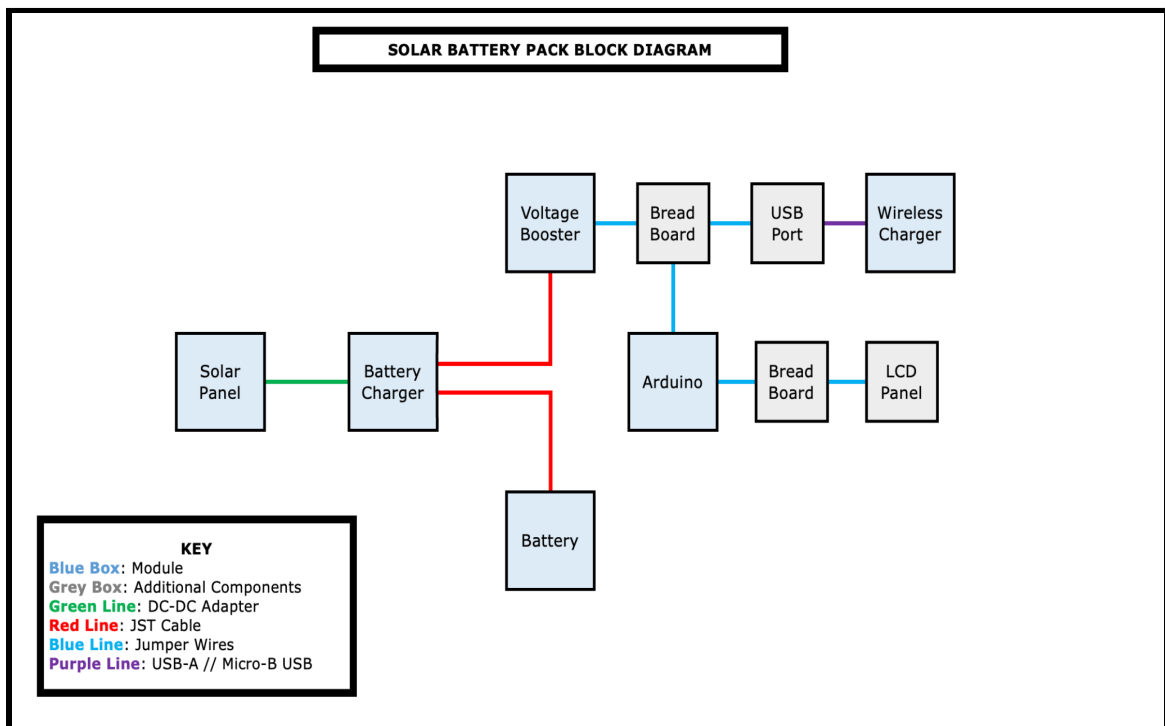 SOLAR BATTERY PACK BLOCK DIAGRAM
Voltage
Booster
Bread
Board
USB
Port
Wireless
Charger
Solar
Panel
Battery
Charger
Arduino
Bread
Board
LCD
Panel
Battery
KEY
Blue Box: Module
Grey Box: Additional Components
Green Line: DC-DC Adapter
Red Line: JST Cable
Blue Line: Jumper Wires
Purple Line: USB-A // Micro-B USB